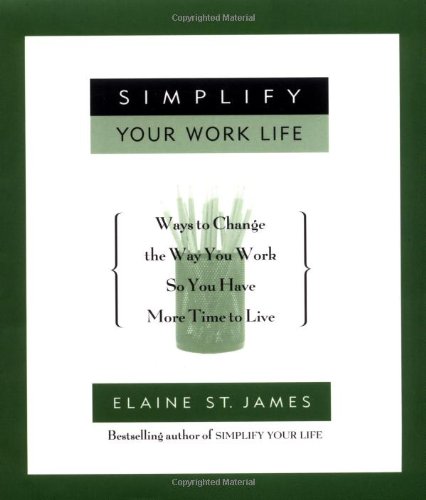 Copyrighted Material
SIMPLIFY
YOUR WORK LIFE
Ways to Change
the Way You Work
So You Have
More Time to Live
ELAINE ST. JAMES
Bestselling author of SIMPLIFY YOUR LIFE
Copyrighted Material